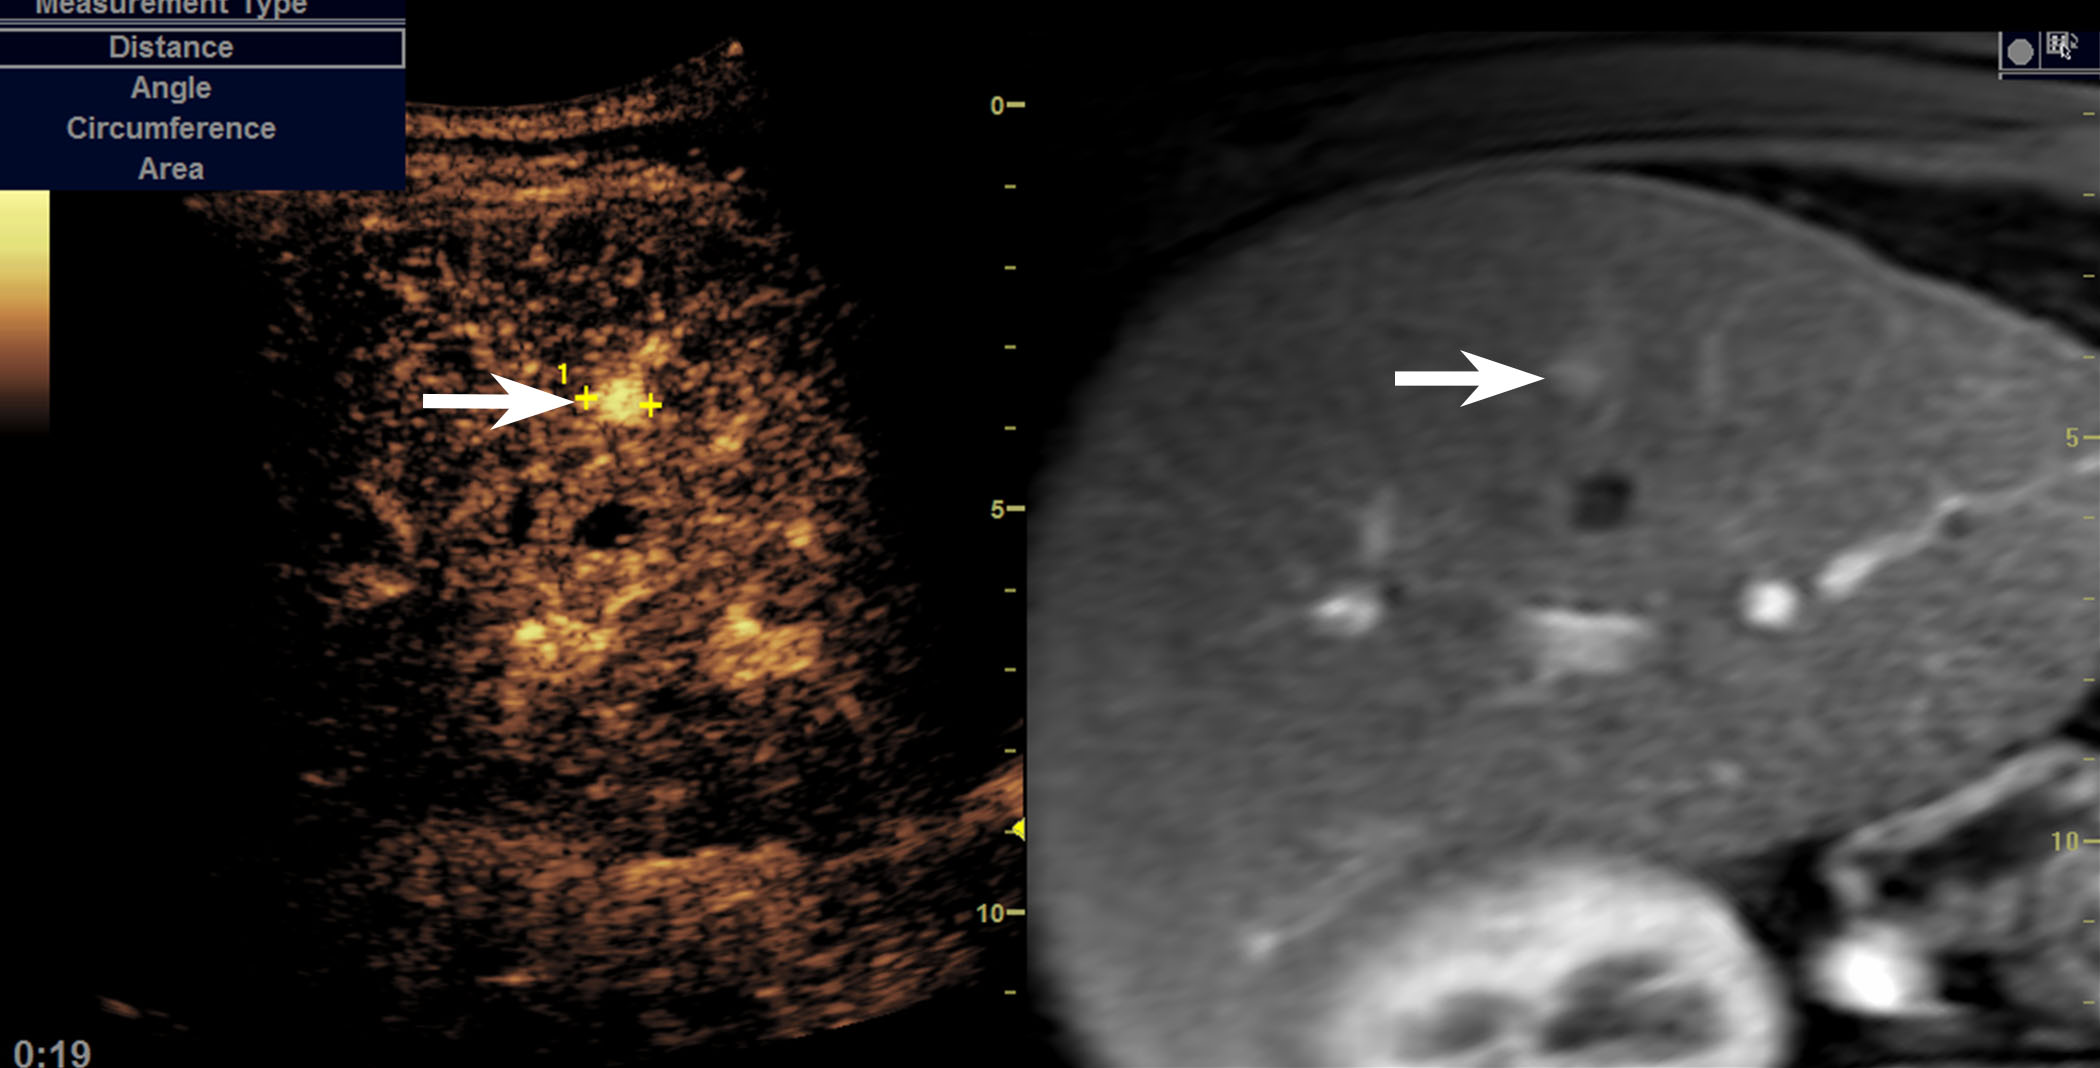 Measurement Type
Distance
Angle
Circumference
Area
0
1
5
5
10
10
0:19